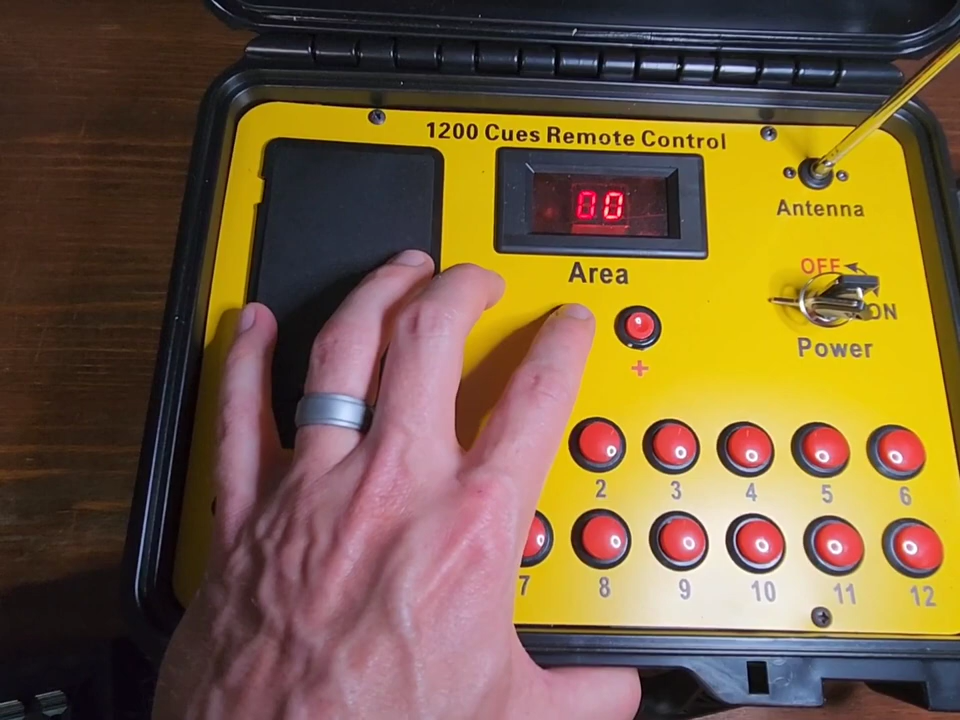 1200 Cues Remote Control
00
Antenna
Area
OFF
ON
Power
+
2 3 4 5 6
7 8 9 10 11 12